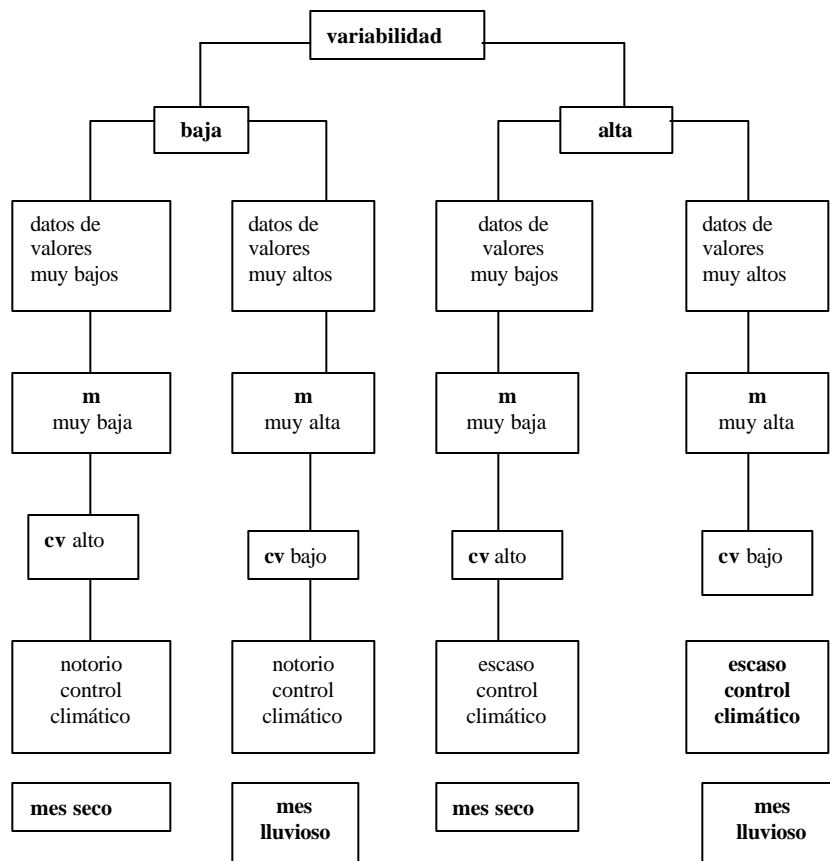 variabilidad
baja
alta
datos de
valores
muy bajos
datos de
valores
muy altos
datos de
valores
muy bajos
datos de
valores
muy altos
m
muy baja
m
muy alta
m
muy baja
m
muy alta
cv alto
cv bajo
cv alto
cv bajo
notorio
control
climático
notorio
control
climático
escaso
control
climático
escaso
control
climático
mes seco
mes
lluvioso
mes seco
mes
lluvioso